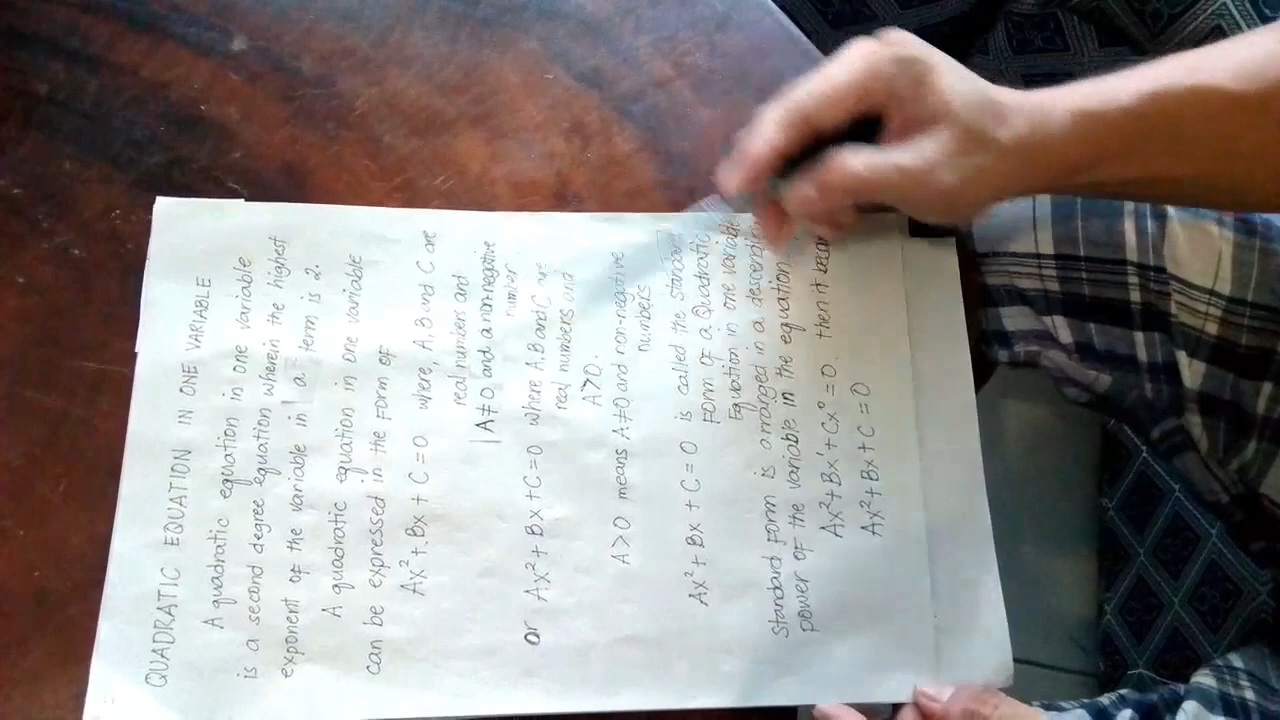 QUADRATIC EQUATION IN ONE VARIABLE
A quadratic equation in one variable
is a second degree equation wherein the highest
exponent of the variable in a term is 2.
A quadratic equation in one variable
can be expressed in the form of
Ax² + Bx + C = 0 where, A, B and C are
real numbers and
A ≠ 0 and a non-negative
number
or Ax² + Bx + C = 0 where A, B and C are
real numbers and
A > 0.
A > 0 means A ≠ 0 and non-negative
numbers
Ax² + Bx + C = 0 is called the
Form of a Quadratic
Equation in one variable
Standard Form is arranged in a
power of the variable in the equation.
Ax² + Bx¹ + Cx⁰ = 0. then it
Ax² + Bx + C = 0